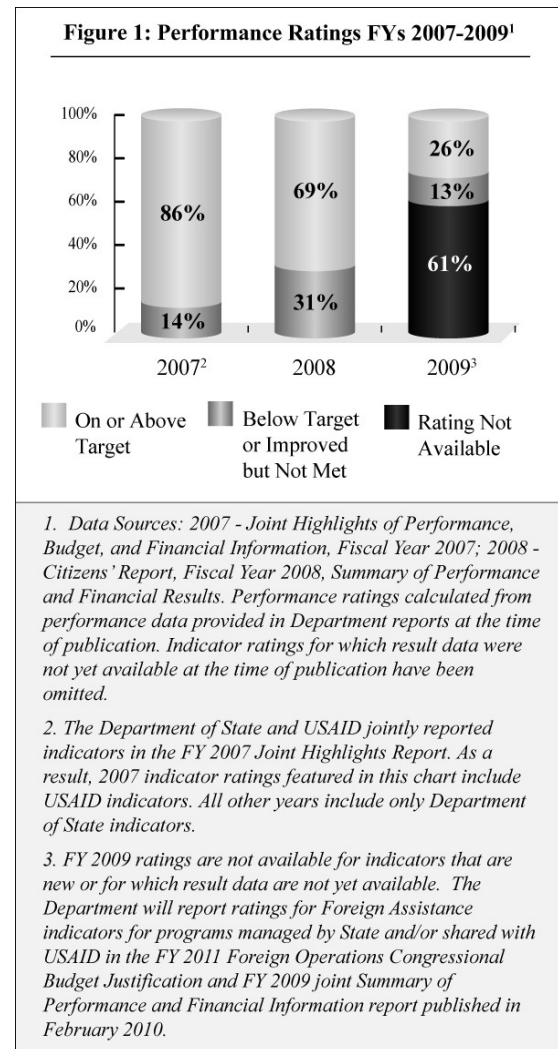 Figure 1: Performance Ratings FYs 2007-2009¹
100%
80%
60%
40%
20%
0%
86%
14%
69%
31%
26%
13%
61%
2007²
2008
2009³
On or Above
Target
Below Target
or Improved
but Not Met
Rating Not
Available
1. Data Sources: 2007 - Joint Highlights of Performance,
Budget, and Financial Information, Fiscal Year 2007; 2008 -
Citizens' Report, Fiscal Year 2008, Summary of Performance
and Financial Results. Performance ratings calculated from
performance data provided in Department reports at the time
of publication. Indicator ratings for which result data were
not yet available at the time of publication have been
omitted.
2. The Department of State and USAID jointly reported
indicators in the FY 2007 Joint Highlights Report. As a
result, 2007 indicator ratings featured in this chart include
USAID indicators. All other years include only Department
of State indicators.
3. FY 2009 ratings are not available for indicators that are
new or for which result data are not yet available. The
Department will report ratings for Foreign Assistance
indicators for programs managed by State and/or shared with
USAID in the FY 2011 Foreign Operations Congressional
Budget Justification and FY 2009 joint Summary of
Performance and Financial Information report published in
February 2010.